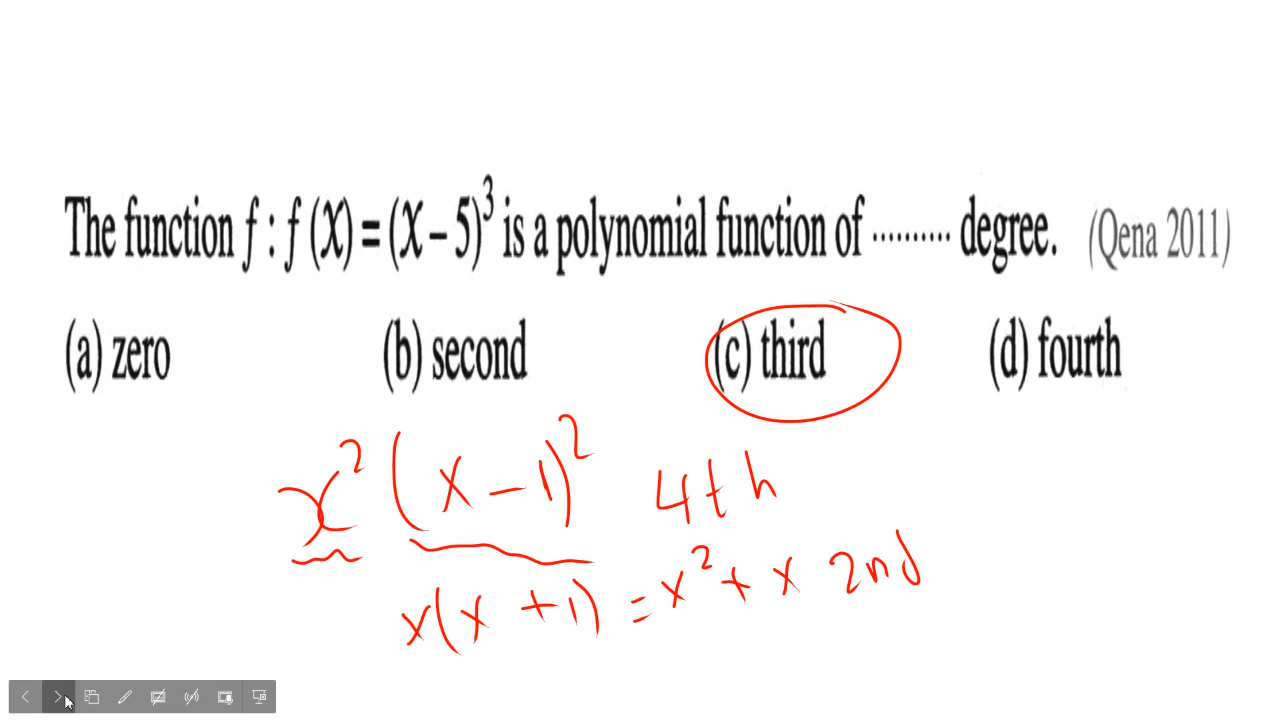 The function f : f (X) = (X – 5)³ is a polynomial function of .......... degree. (Qena 2011)
(a) zero (b) second (c) third (d) fourth
x² (x – 1)² 4th
x(x + 1) = x² + x 2nd